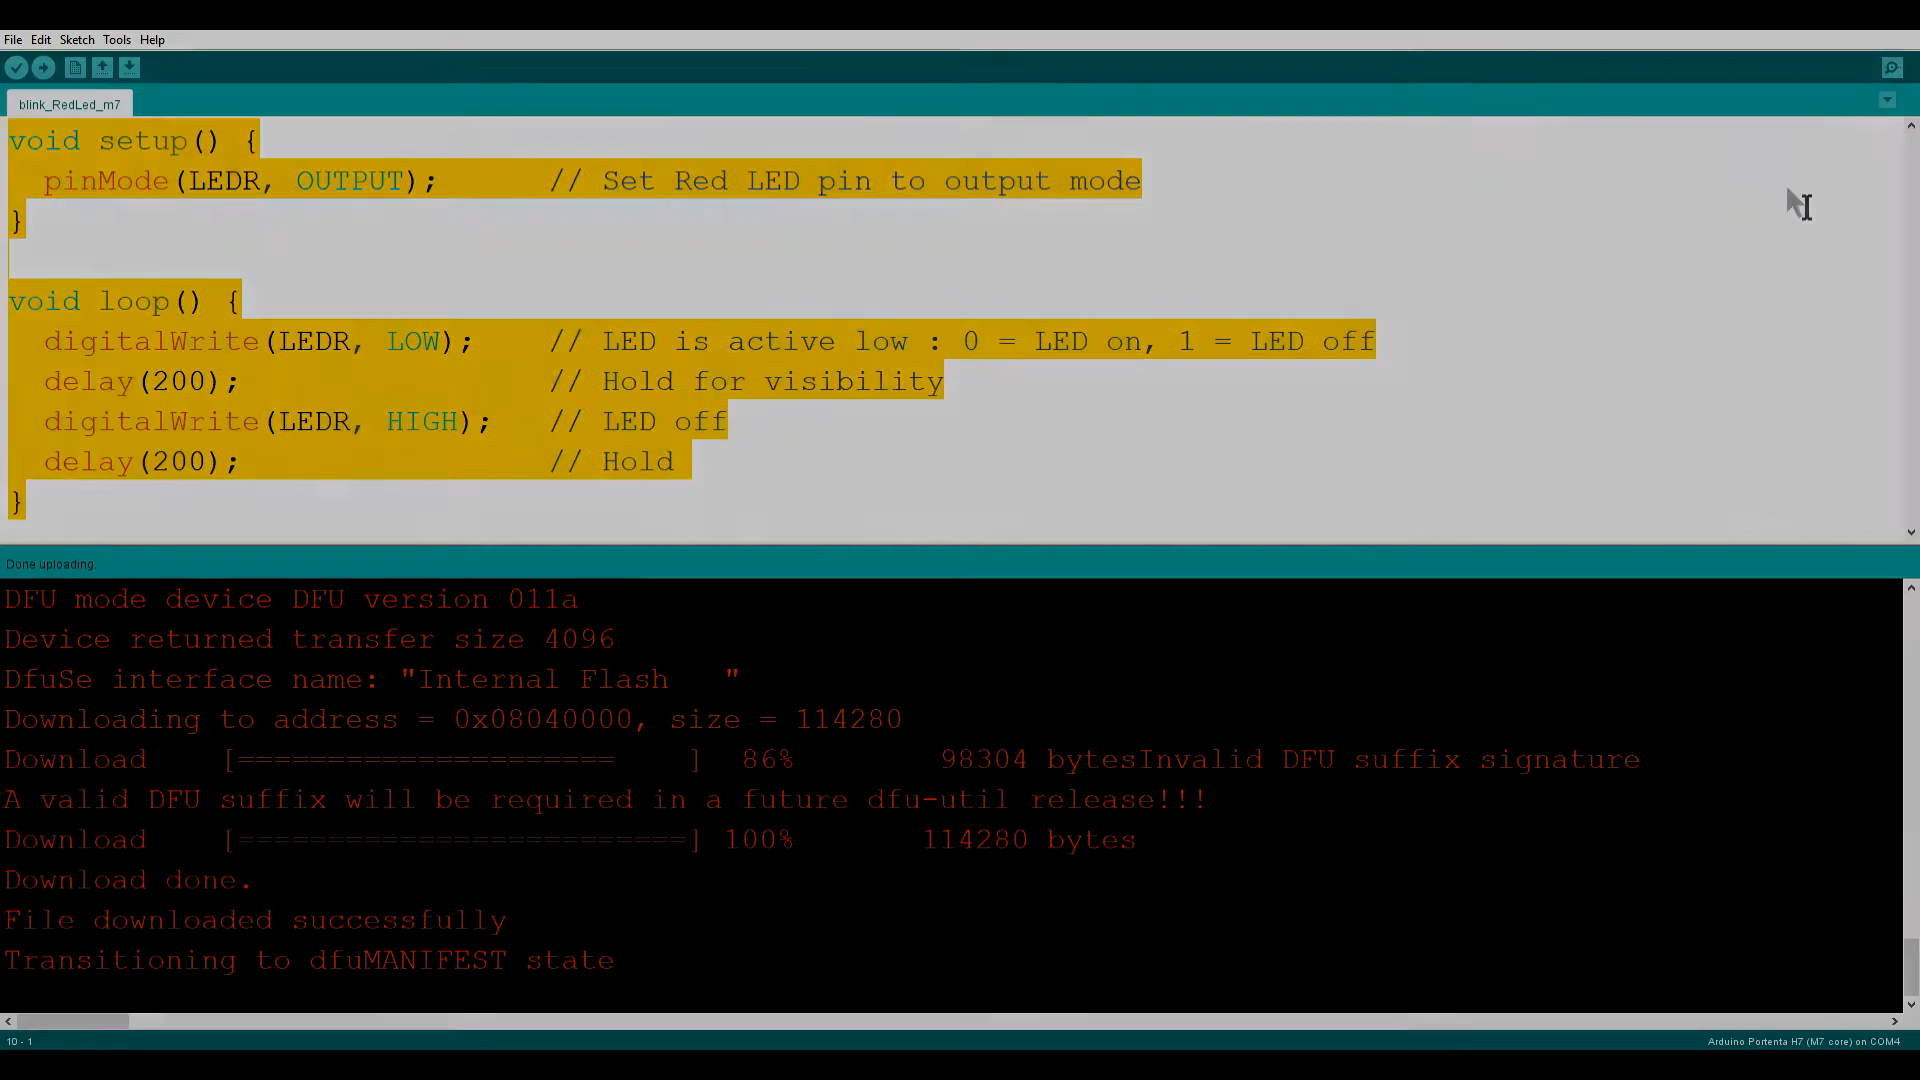 File Edit Sketch Tools Help
blink_RedLed_m7
void setup() {
  pinMode(LEDR, OUTPUT);      // Set Red LED pin to output mode
}
void loop() {
  digitalWrite(LEDR, LOW);    // LED is active low : 0 = LED on, 1 = LED off
  delay(200);                 // Hold for visibility
  digitalWrite(LEDR, HIGH);   // LED off
  delay(200);                 // Hold
}
Done uploading.
DFU mode device DFU version 011a
Device returned transfer size 4096
DfuSe interface name: "Internal Flash   "
Downloading to address = 0x08040000, size = 114280
Download    [=====================    ]  86%        98304 bytesInvalid DFU suffix signature
A valid DFU suffix will be required in a future dfu-util release!!!
Download    [=========================] 100%       114280 bytes
Download done.
File downloaded successfully
Transitioning to dfuMANIFEST state
10 - 1
Arduino Portenta H7 (M7 core) on COM4